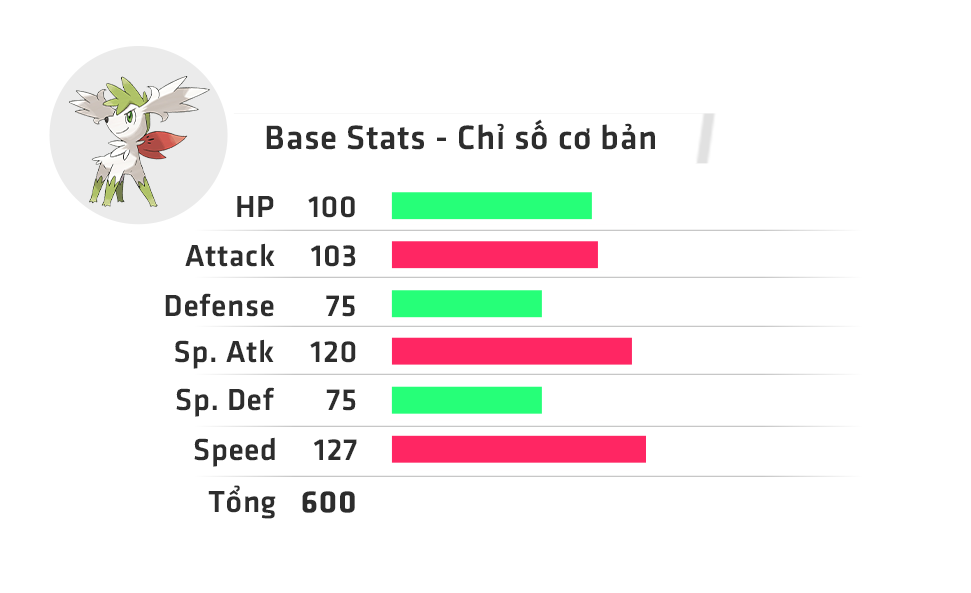 Base Stats - Chỉ số cơ bản
HP 100
Attack 103
Defense 75
Sp. Atk 120
Sp. Def 75
Speed 127
Tổng 600